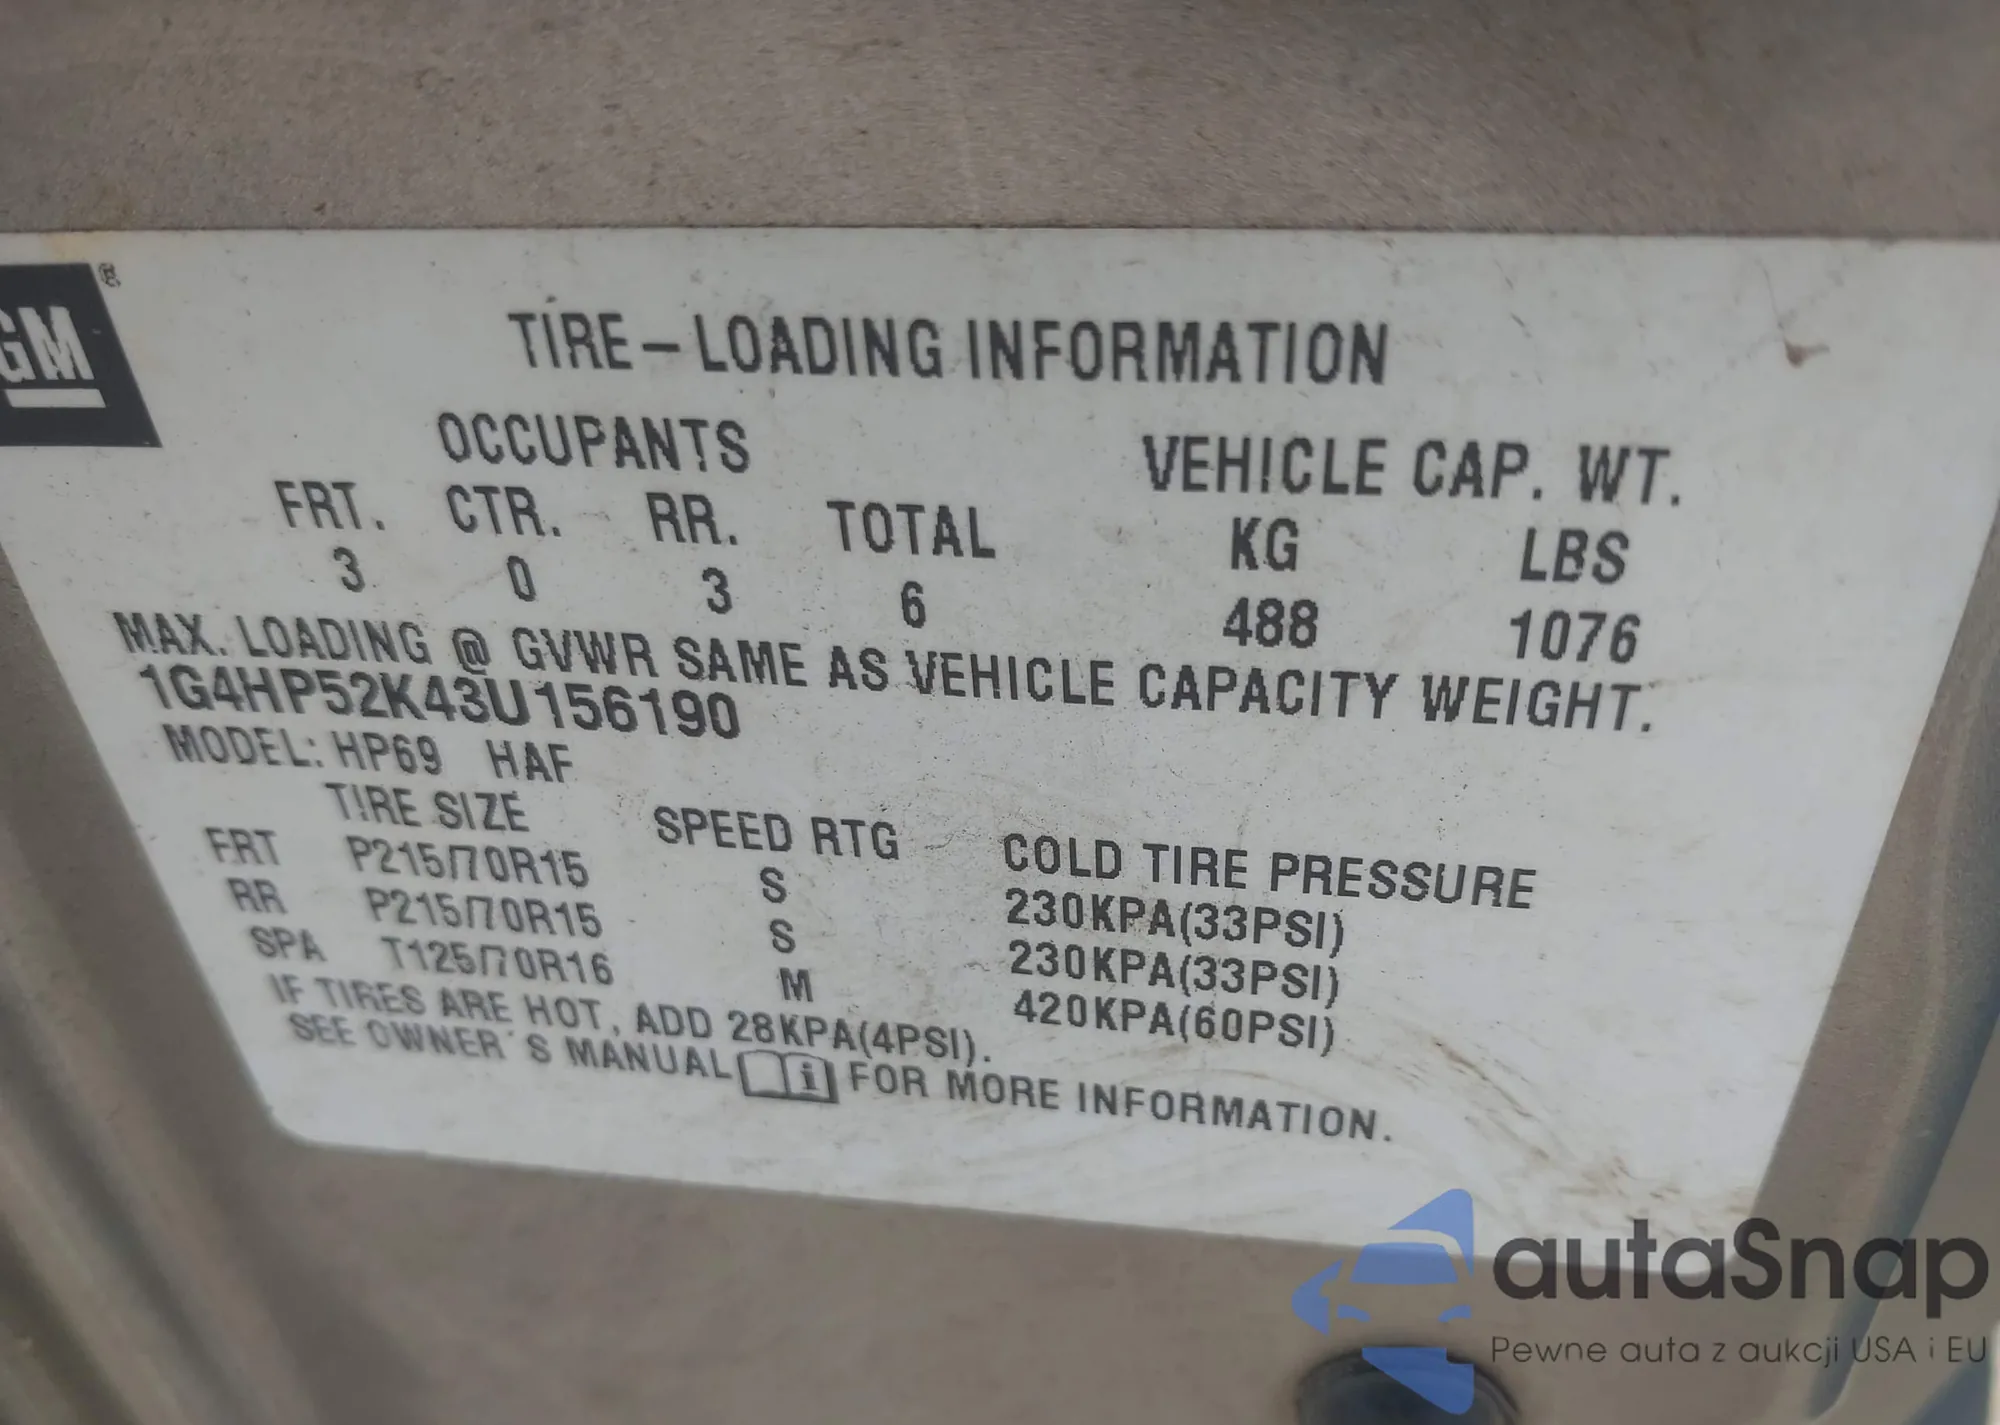 GM®
TIRE-LOADING INFORMATION
OCCUPANTS VEHICLE CAP. WT.
FRT. CTR. RR. TOTAL KG LBS
3 0 3 6 488 1076
MAX. LOADING @ GVWR SAME AS VEHICLE CAPACITY WEIGHT.
1G4HP52K43U156190
MODEL: HP69 HAF
TIRE SIZE SPEED RTG COLD TIRE PRESSURE
FRT P215/70R15 S 230KPA(33PSI)
RR P215/70R15 S 230KPA(33PSI)
SPA T125/70R16 M 420KPA(60PSI)
IF TIRES ARE HOT, ADD 28KPA(4PSI).
SEE OWNER'S MANUAL i FOR MORE INFORMATION.
autaSnap
Pewne auta z aukcji USA i EU